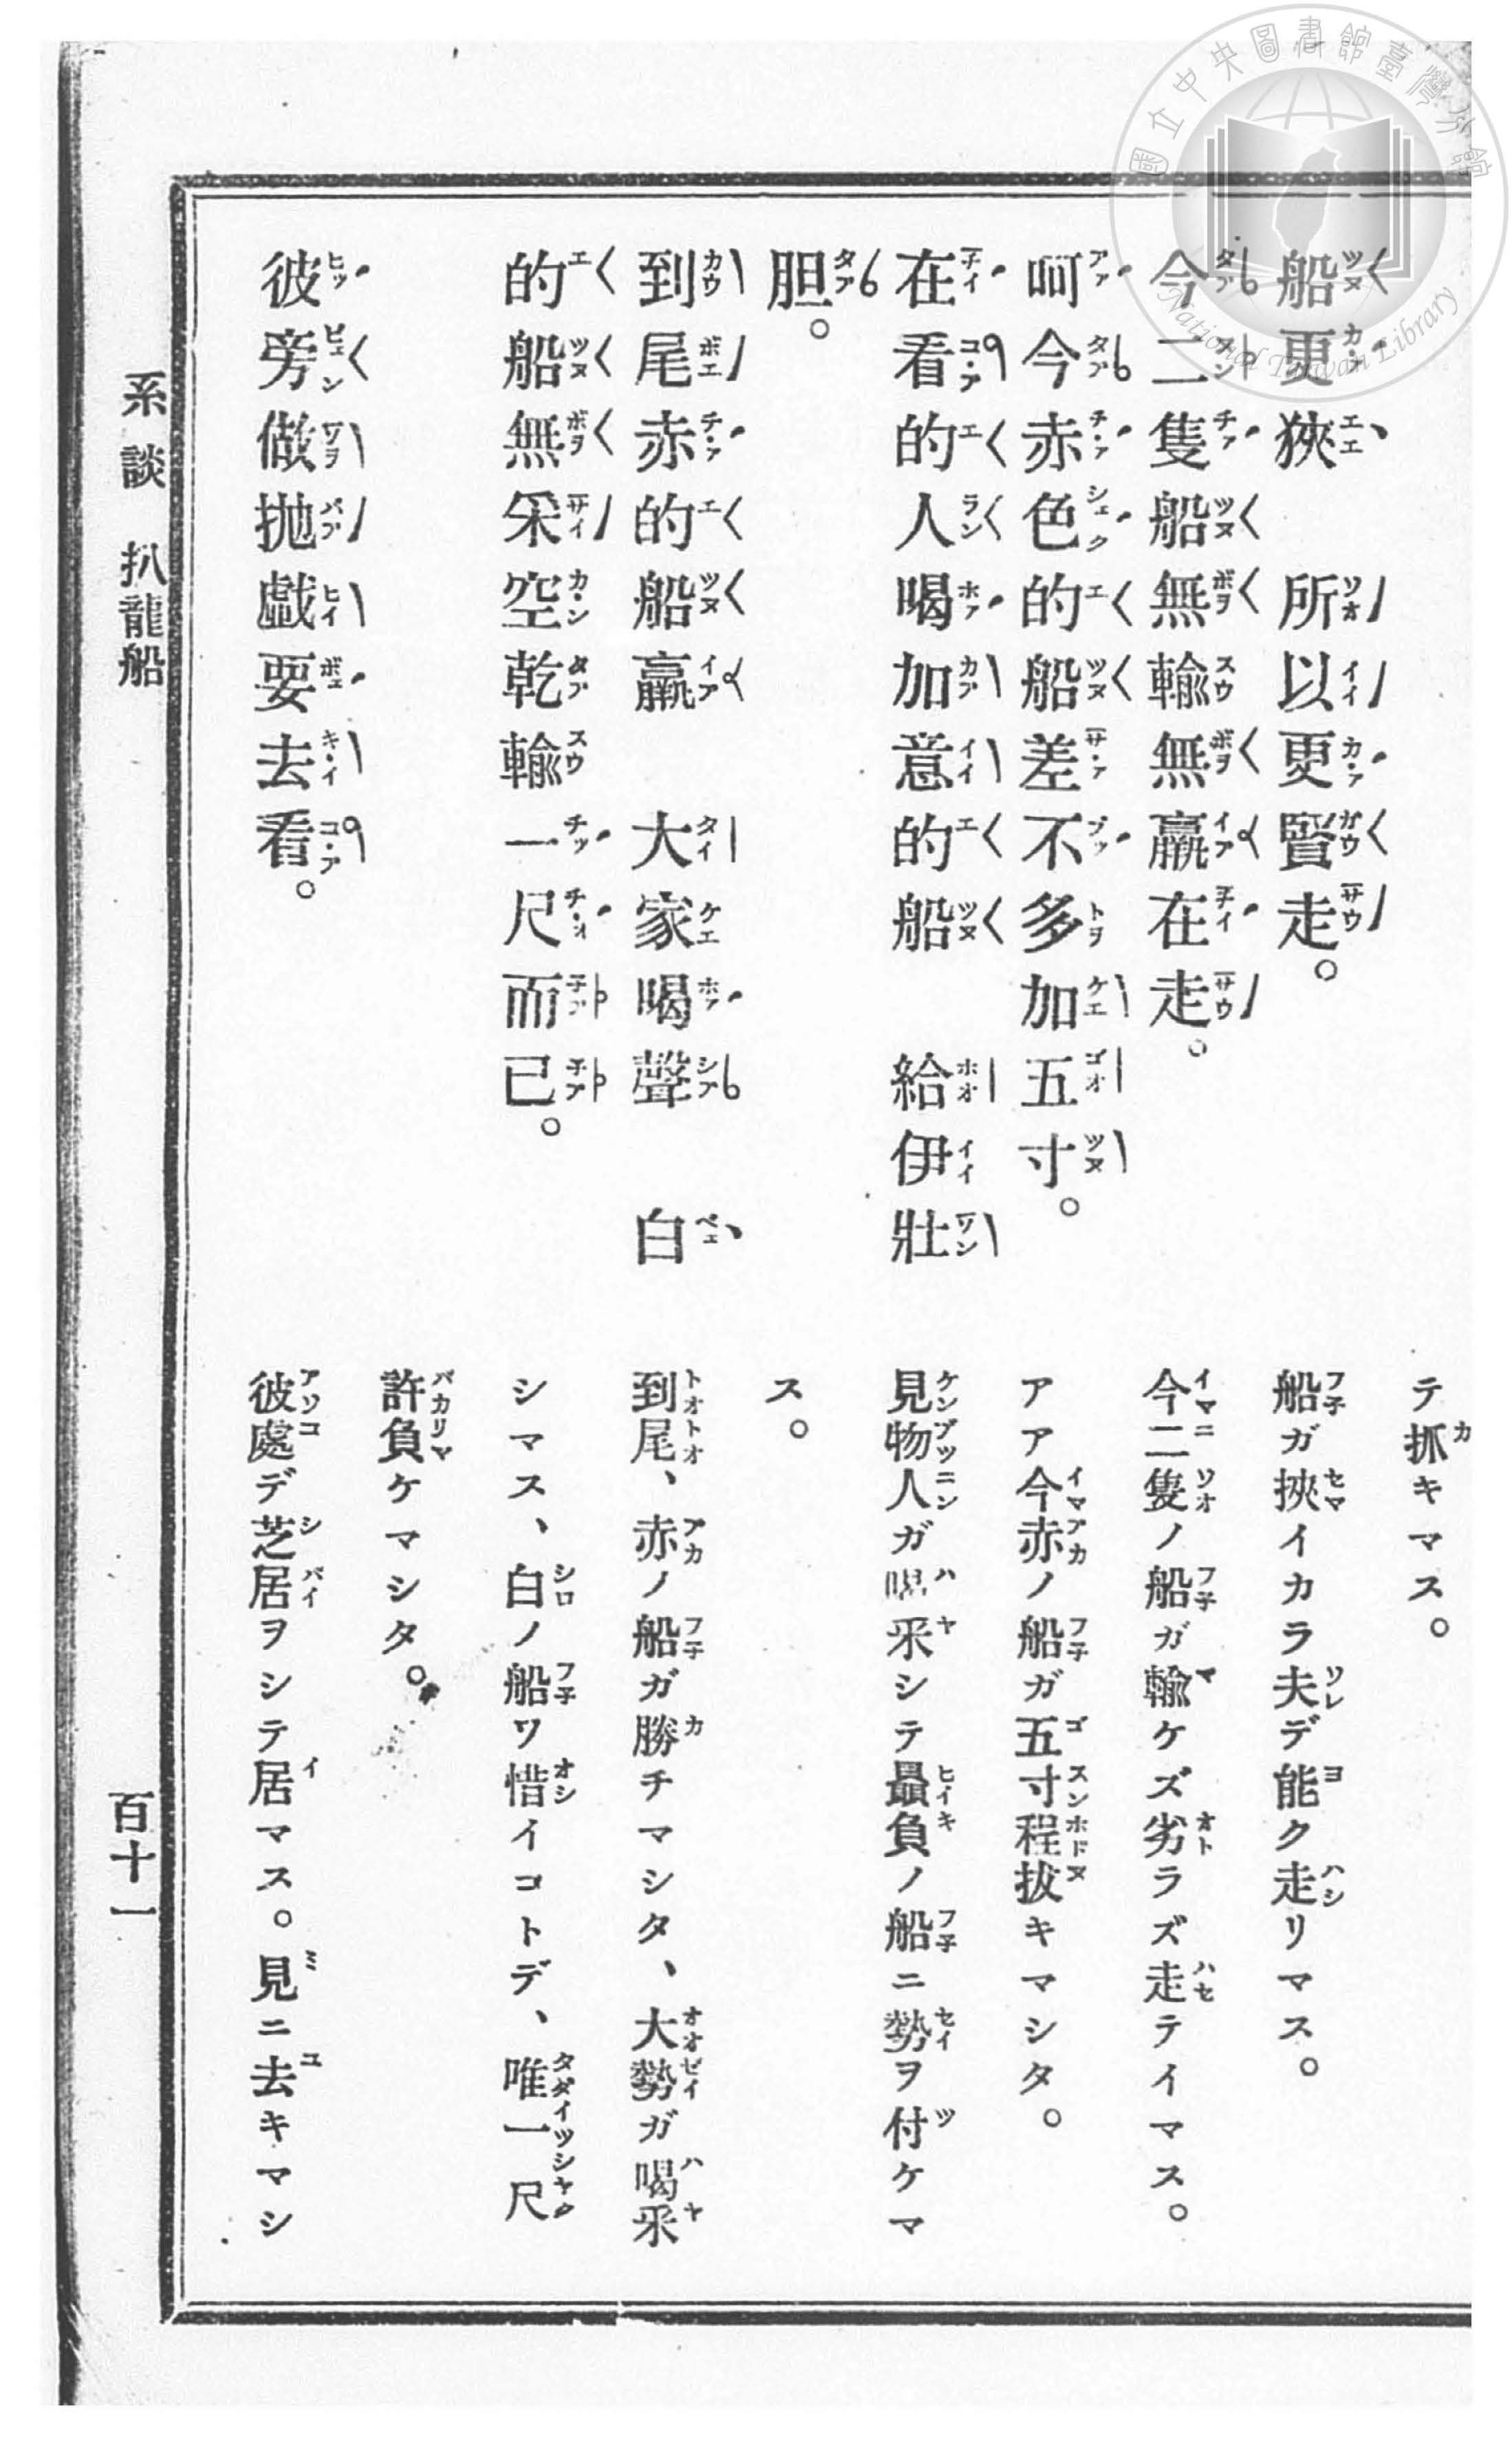 船更狹 所以更賢走。
今二隻船無輸無贏在走。
呵今赤色的船差不多加五寸。
在看的人喝加意的船 給伊壯
胆。
到尾赤的船贏 大家喝聲 白
的船無采空乾輸一尺而已。
彼旁做抛戲要去看。
テ抓キマス。
船ガ挾イカラ夫デ能ク走リマス。
今二隻ノ船ガ輸ケズ劣ラズ走テイマス。
アア今赤ノ船ガ五寸程拔キマシタ。
見物人ガ喝采シテ贔負ノ船ニ勢ヲ付ケマ
ス。
到尾、赤ノ船ガ勝チマシタ、大勢ガ喝采
シマス、白ノ船ワ惜イコトデ、唯一尺
許負ケマシタ。
彼處デ芝居ヲシテ居マス。見ニ去キマシ
系談 扒龍船
百十一
國立中央圖書館臺灣分館
National Taiwan Library